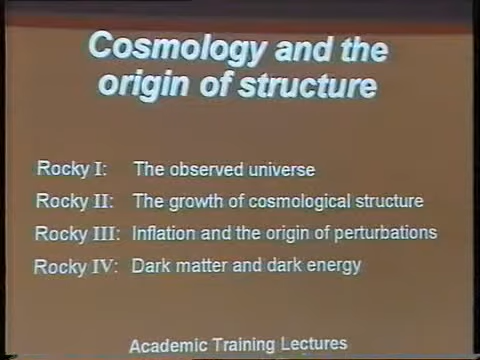 Cosmology and the
origin of structure
Rocky I: The observed universe
Rocky II: The growth of cosmological structure
Rocky III: Inflation and the origin of perturbations
Rocky IV: Dark matter and dark energy
Academic Training Lectures